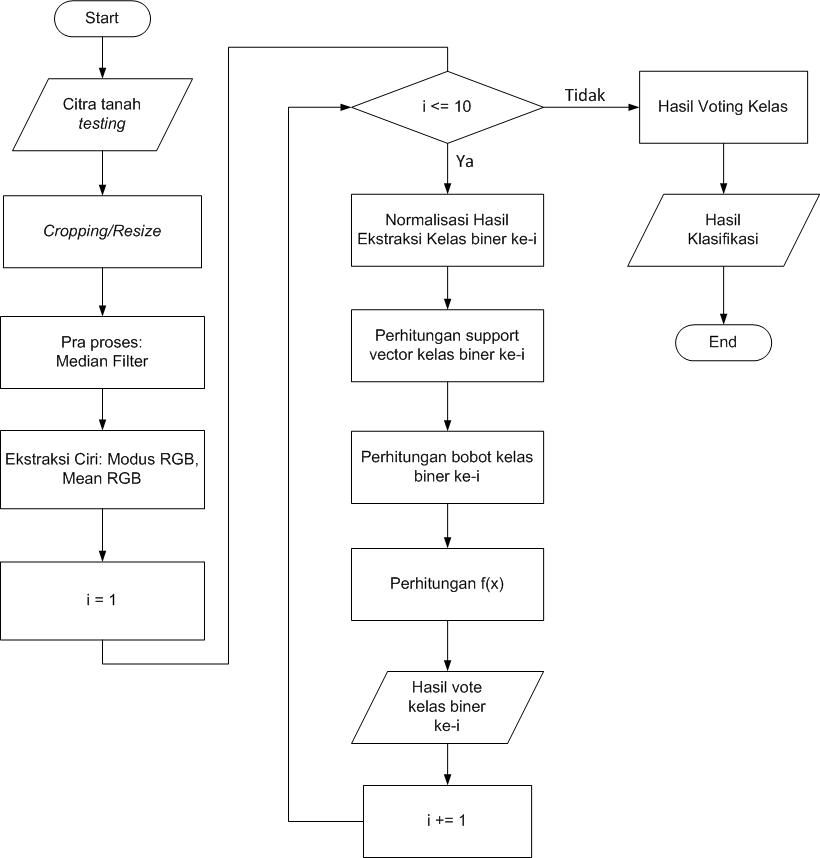 Start
Citra tanah
testing
Cropping/Resize
Pra proses:
Median Filter
Ekstraksi Ciri: Modus RGB,
Mean RGB
i = 1
i <= 10
Tidak
Ya
Normalisasi Hasil
Ekstraksi Kelas biner ke-i
Perhitungan support
vector kelas biner ke-i
Perhitungan bobot kelas
biner ke-i
Perhitungan f(x)
Hasil vote
kelas biner
ke-i
i += 1
Hasil Voting Kelas
Hasil
Klasifikasi
End